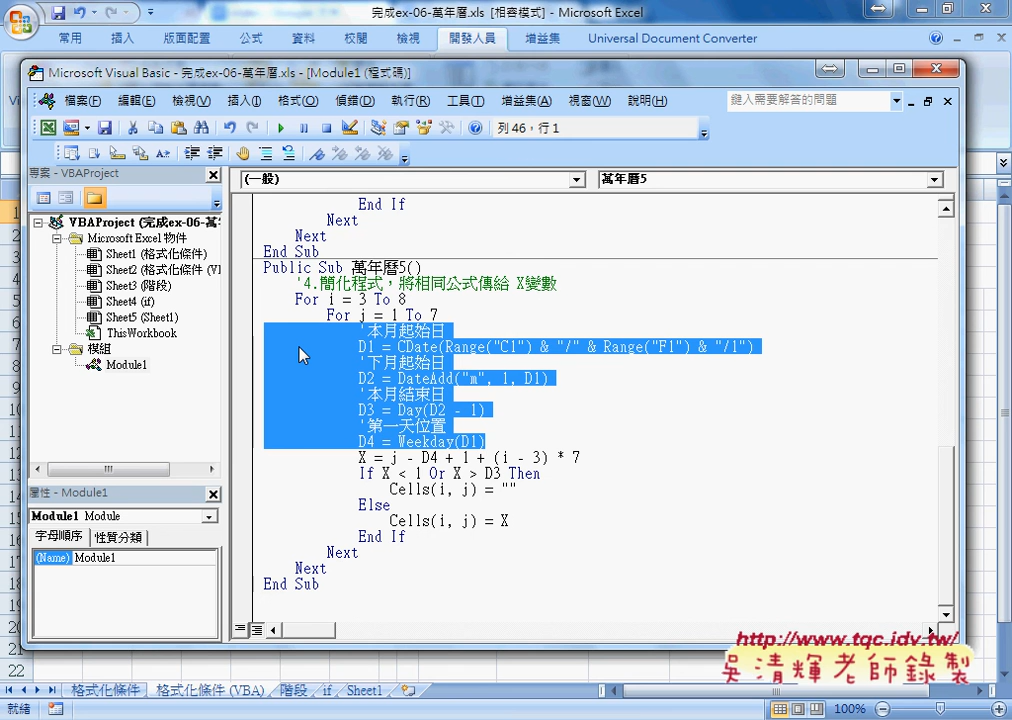 完成ex-06-萬年曆.xls [相容模式] - Microsoft Excel
常用 插入 版面配置 公式 資料 校閱 檢視 開發人員 增益集 Universal Document Converter
Microsoft Visual Basic - 完成ex-06-萬年曆.xls - [Module1 (程式碼)]
檔案(F) 編輯(E) 檢視(V) 插入(I) 格式(O) 偵錯(D) 執行(R) 工具(T) 增益集(A) 視窗(W) 說明(H) 鍵入需要解答的問題
列 46，行 1
專案 - VBAProject
(一般) 萬年曆5
VBAProject (完成ex-06-萬
Microsoft Excel 物件
Sheet1 (格式化條件)
Sheet2 (格式化條件 (VI
Sheet3 (階段)
Sheet4 (if)
Sheet5 (Sheet1)
ThisWorkbook
模組
Module1
屬性 - Module1
Module1 Module
字母順序 性質分類
(Name) Module1
End If
Next
Next
End Sub
Public Sub 萬年曆5()
'4.簡化程式，將相同公式傳給 X變數
For i = 3 To 8
For j = 1 To 7
'本月起始日
D1 = CDate(Range("C1") & "/" & Range("F1") & "/1")
'下月起始日
D2 = DateAdd("m", 1, D1)
'本月結束日
D3 = Day(D2 - 1)
'第一天位置
D4 = Weekday(D1)
X = j - D4 + 1 + (i - 3) * 7
If X < 1 Or X > D3 Then
Cells(i, j) = ""
Else
Cells(i, j) = X
End If
Next
Next
End Sub
http://www.tqc.idv.tw/
吳清輝老師錄製
22
格式化條件 格式化條件 (VBA) 階段 if Sheet1
就緒 100%